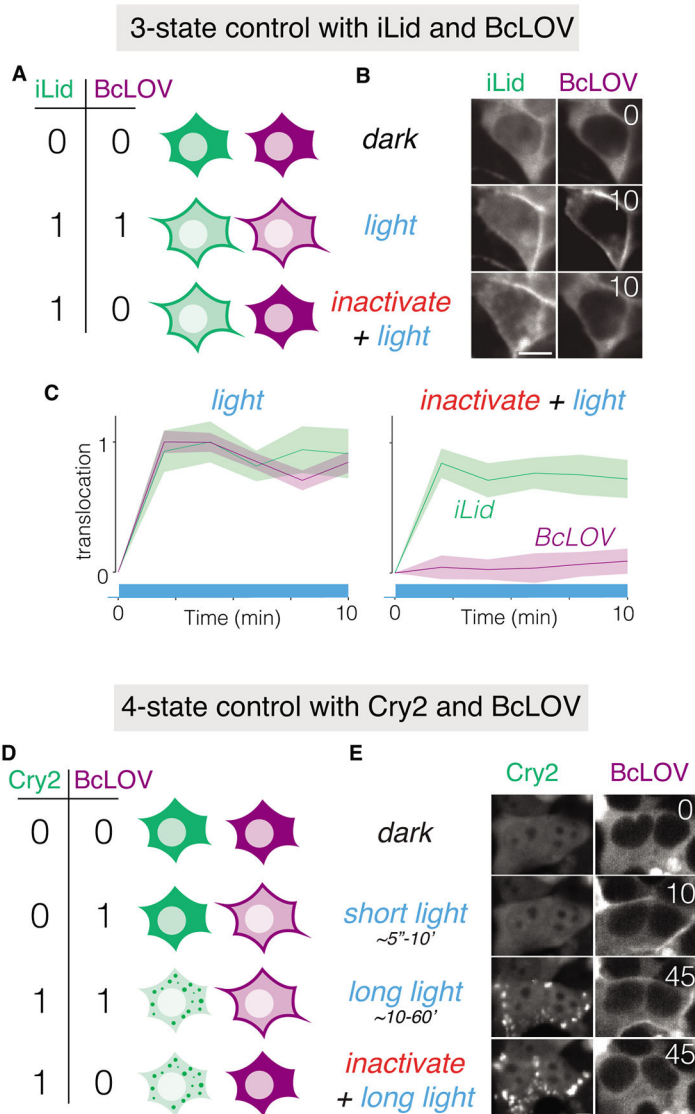 3-state control with iLid and BcLOV
A
iLid BcLOV
0 0
1 1
1 0
B
iLid BcLOV
dark
0
light
10
inactivate
+ light
10
C
light
translocation
1
0
0 10
Time (min)
inactivate + light
iLid
BcLOV
0 10
Time (min)
4-state control with Cry2 and BcLOV
D
Cry2 BcLOV
0 0
0 1
1 1
1 0
E
Cry2 BcLOV
dark
0
short light
~5”-10’
10
long light
~10-60’
45
inactivate
+ long light
45